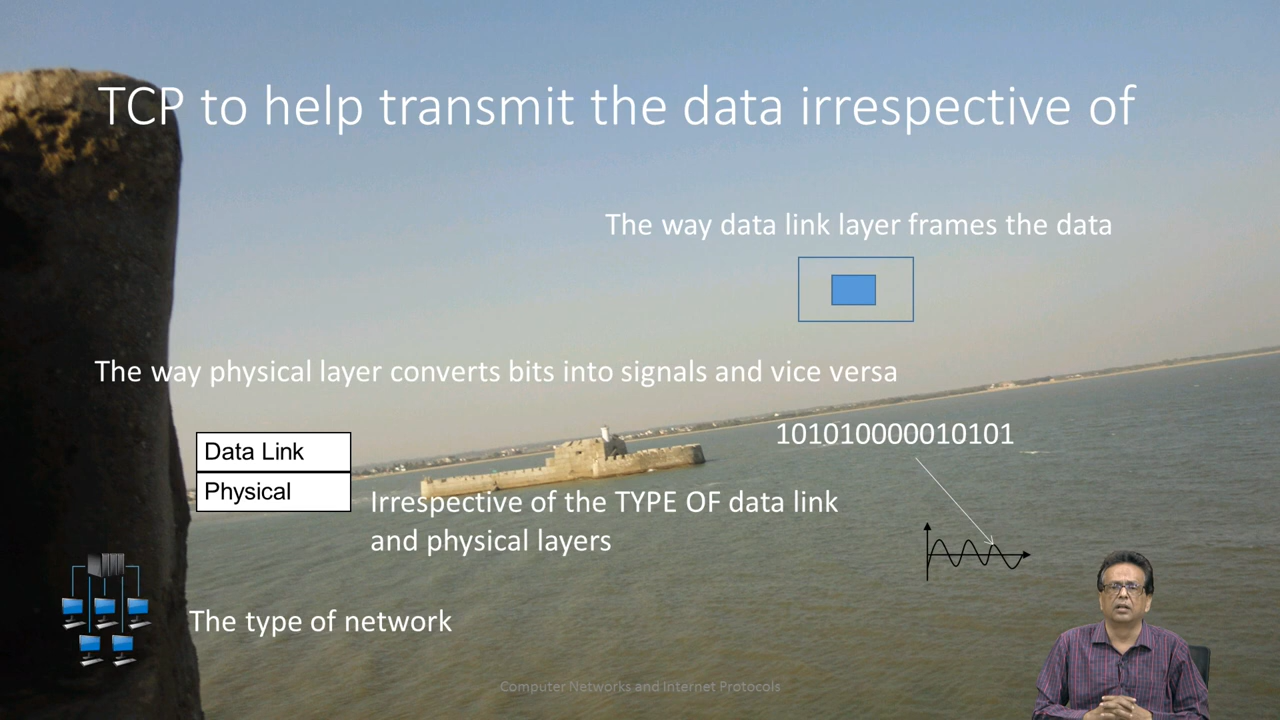 TCP to help transmit the data irrespective of
The way data link layer frames the data
The way physical layer converts bits into signals and vice versa
101010000010101
Data Link
Physical
Irrespective of the TYPE OF data link
and physical layers
The type of network
Computer Networks and Internet Protocols